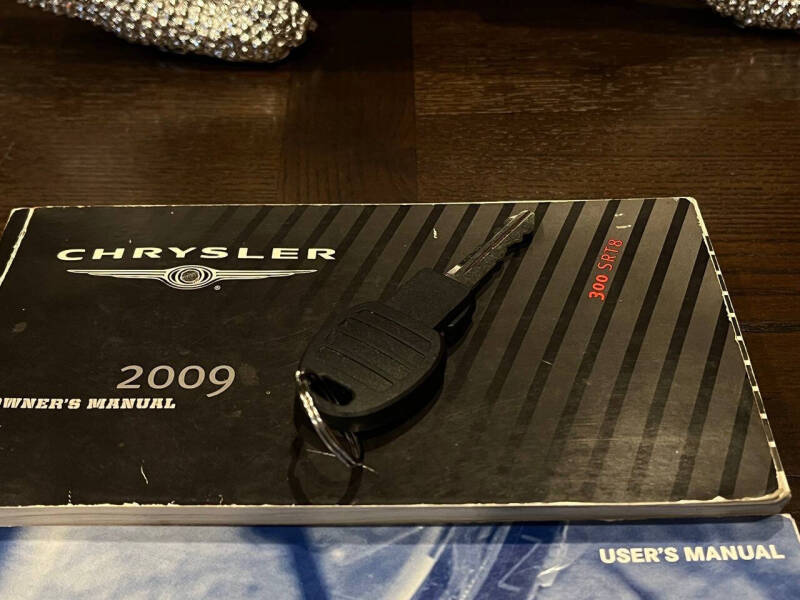 CHRYSLER
®
300 SRT8
2009
OWNER'S MANUAL
USER'S MANUAL